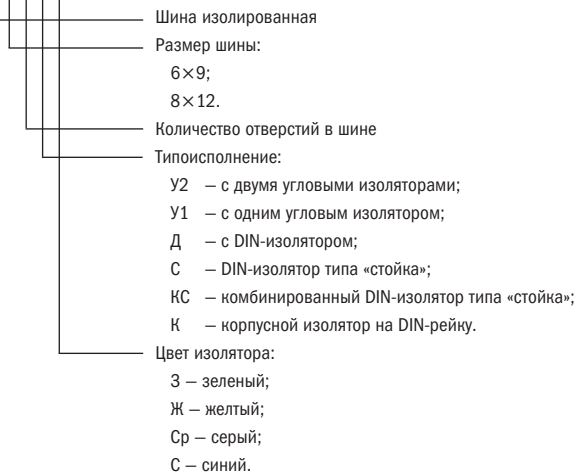 Шина изолированная
Размер шины:
6×9;
8×12.
Количество отверстий в шине
Типоисполнение:
У2 – с двумя угловыми изоляторами;
У1 – с одним угловым изолятором;
Д – с DIN-изолятором;
С – DIN-изолятор типа «стойка»;
КС – комбинированный DIN-изолятор типа «стойка»;
К – корпусной изолятор на DIN-рейку.
Цвет изолятора:
З – зеленый;
Ж – желтый;
Ср – серый;
С – синий.